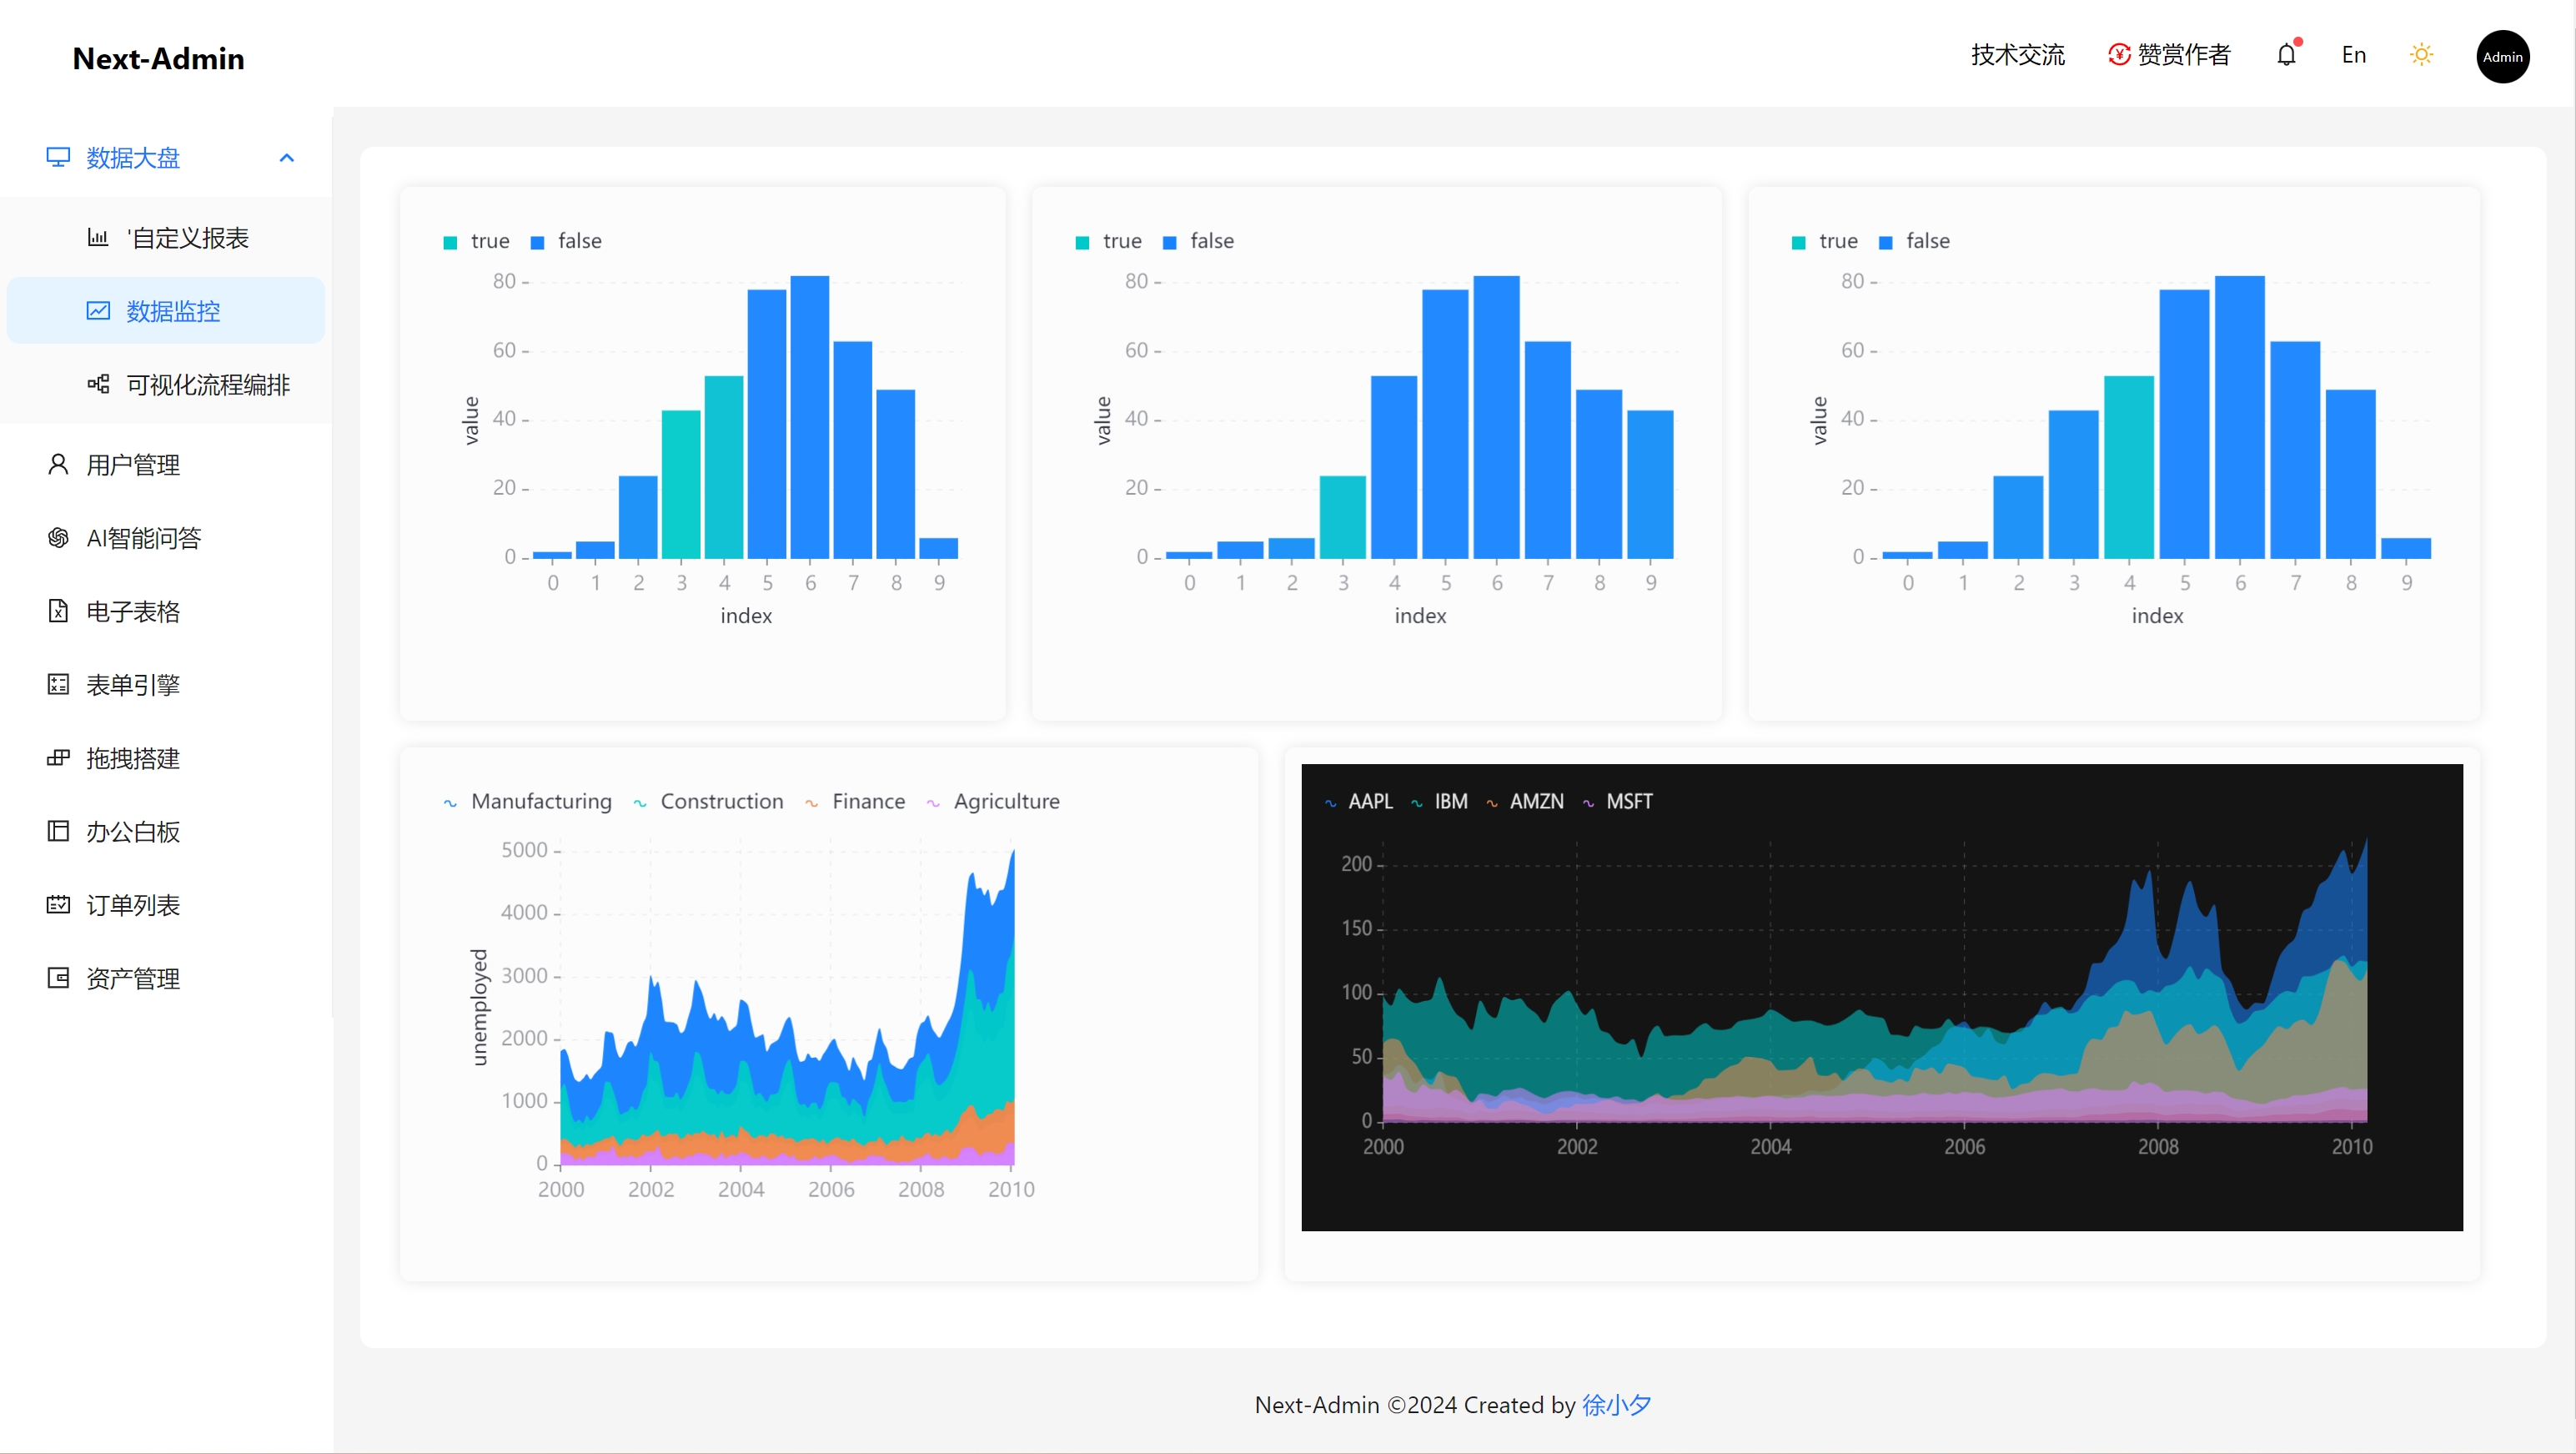 Next-Admin
技术交流 赞赏作者 En Admin
数据大盘
'自定义报表
数据监控
可视化流程编排
用户管理
AI智能问答
电子表格
表单引擎
拖拽搭建
办公白板
订单列表
资产管理
true false
80
60
40
20
0
value
0 1 2 3 4 5 6 7 8 9
index
true false
80
60
40
20
0
value
0 1 2 3 4 5 6 7 8 9
index
true false
80
60
40
20
0
value
0 1 2 3 4 5 6 7 8 9
index
Manufacturing Construction Finance Agriculture
5000
4000
3000
2000
1000
0
unemployed
2000 2002 2004 2006 2008 2010
AAPL IBM AMZN MSFT
200
150
100
50
0
2000 2002 2004 2006 2008 2010
Next-Admin ©2024 Created by 徐小夕